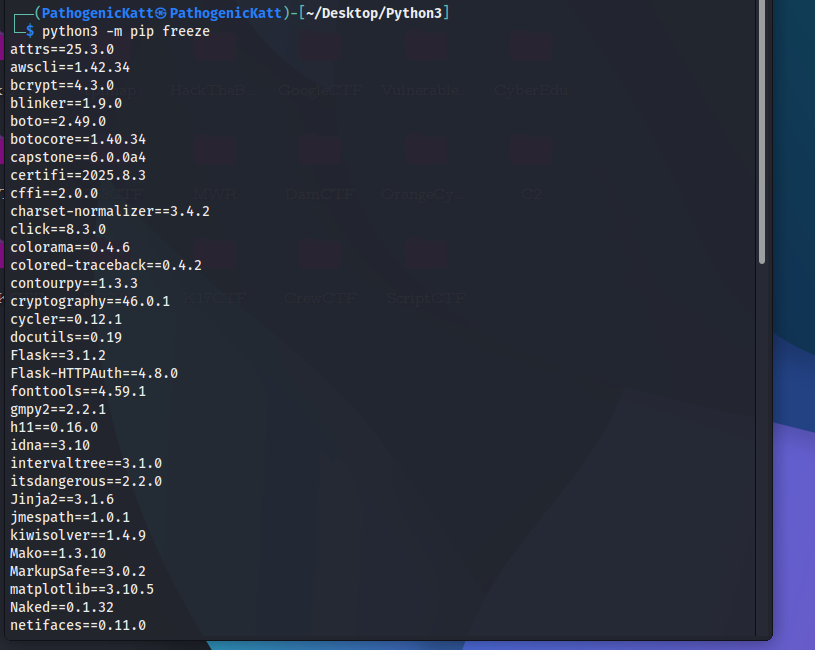 (PathogenicKatt㉿PathogenicKatt)-[~/Desktop/Python3]
$ python3 -m pip freeze
attrs==25.3.0
awscli==1.42.34
bcrypt==4.3.0
blinker==1.9.0
boto==2.49.0
botocore==1.40.34
capstone==6.0.0a4
certifi==2025.8.3
cffi==2.0.0
charset-normalizer==3.4.2
click==8.3.0
colorama==0.4.6
colored-traceback==0.4.2
contourpy==1.3.3
cryptography==46.0.1
cycler==0.12.1
docutils==0.19
Flask==3.1.2
Flask-HTTPAuth==4.8.0
fonttools==4.59.1
gmpy2==2.2.1
h11==0.16.0
idna==3.10
intervaltree==3.1.0
itsdangerous==2.2.0
Jinja2==3.1.6
jmespath==1.0.1
kiwisolver==1.4.9
Mako==1.3.10
MarkupSafe==3.0.2
matplotlib==3.10.5
Naked==0.1.32
netifaces==0.11.0
HackTheB...
GoogleCTF
Vulnerable...
CyberEdu
DamCTF
CrewCTF
ScriptCTF